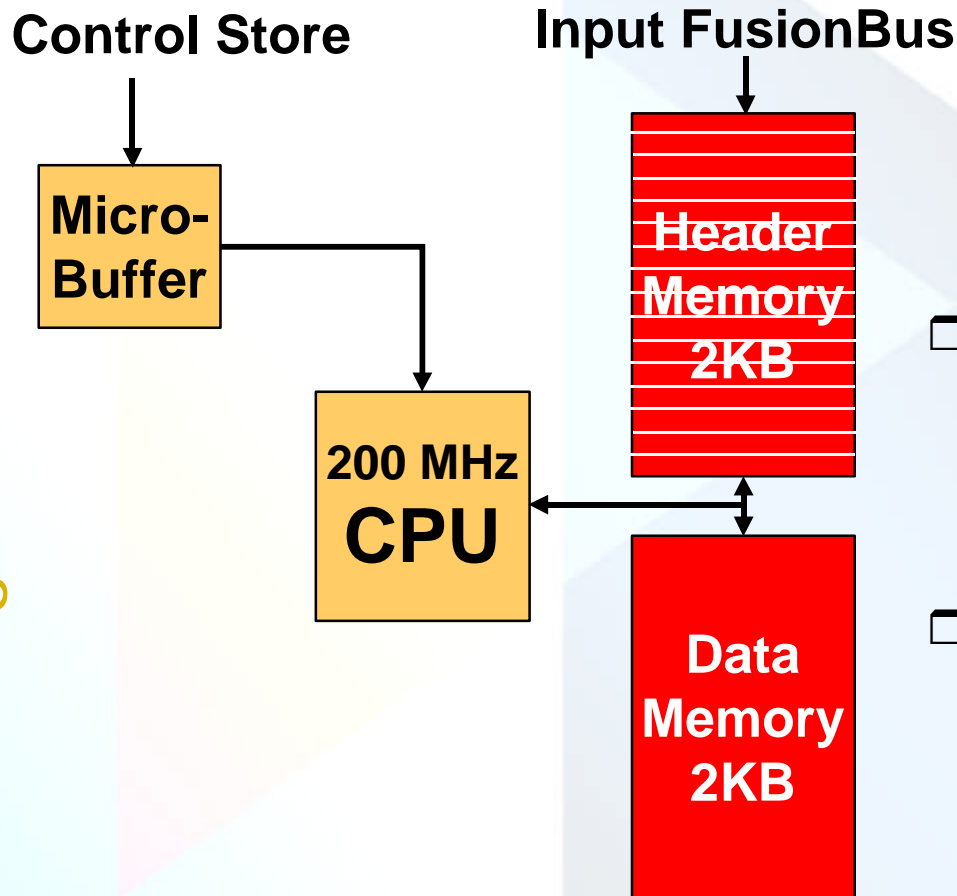 Control Store
Input FusionBus
Micro-
Buffer
Header
Memory
2KB
200 MHz
CPU
Data
Memory
2KB